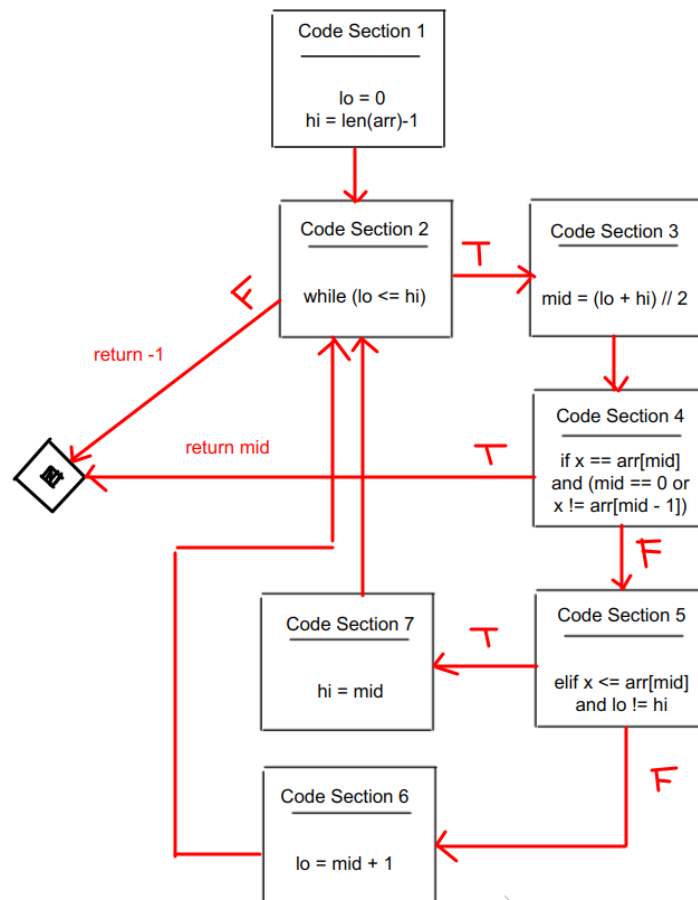 Code Section 1
lo = 0
hi = len(arr)-1
Code Section 2
while (lo <= hi)
T
Code Section 3
mid = (lo + hi) // 2
F
return -1
return mid
T
Code Section 4
if x == arr[mid]
and (mid == 0 or
x != arr[mid - 1])
F
Code Section 7
hi = mid
T
Code Section 5
elif x <= arr[mid]
and lo != hi
F
Code Section 6
lo = mid + 1